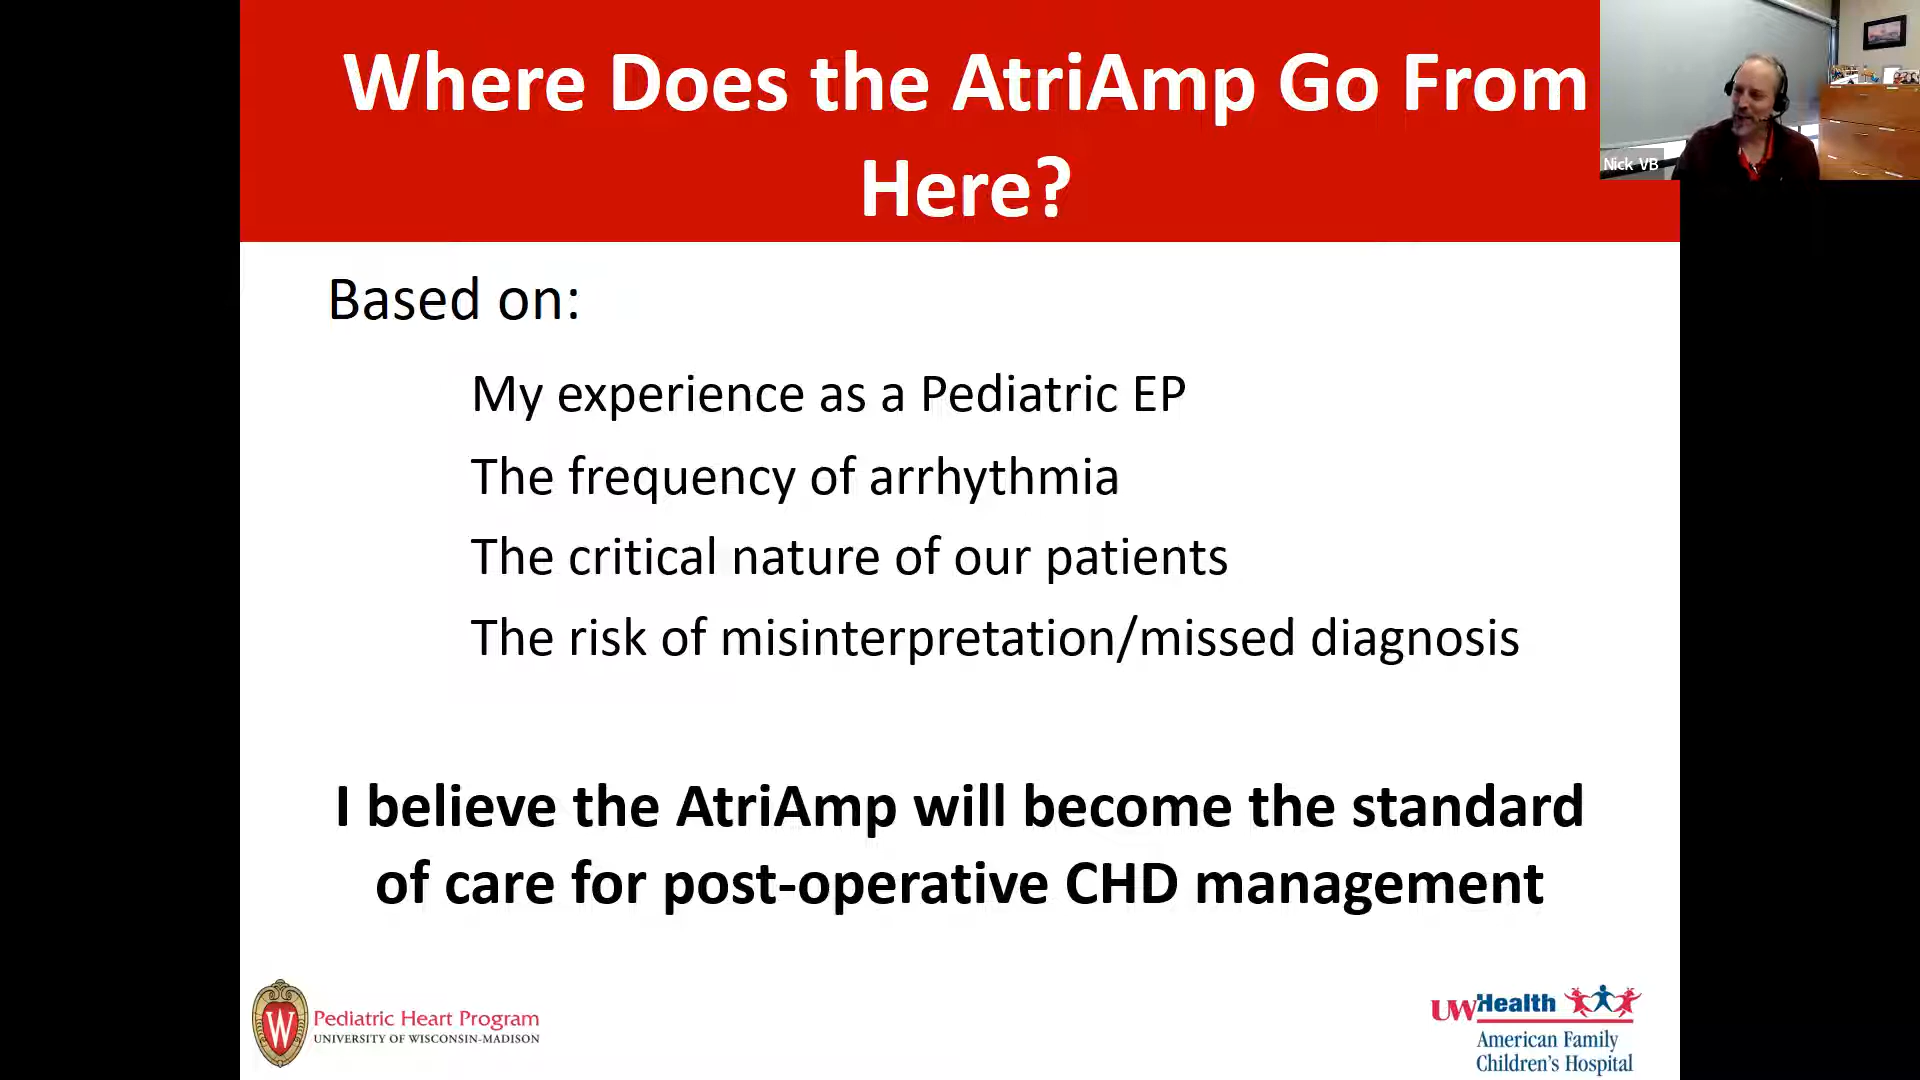 Where Does the AtriAmp Go From
Here?
Nick VB
Based on:
My experience as a Pediatric EP
The frequency of arrhythmia
The critical nature of our patients
The risk of misinterpretation/missed diagnosis
I believe the AtriAmp will become the standard
of care for post-operative CHD management
W
Pediatric Heart Program
UNIVERSITY OF WISCONSIN-MADISON
UWHealth
American Family
Children's Hospital